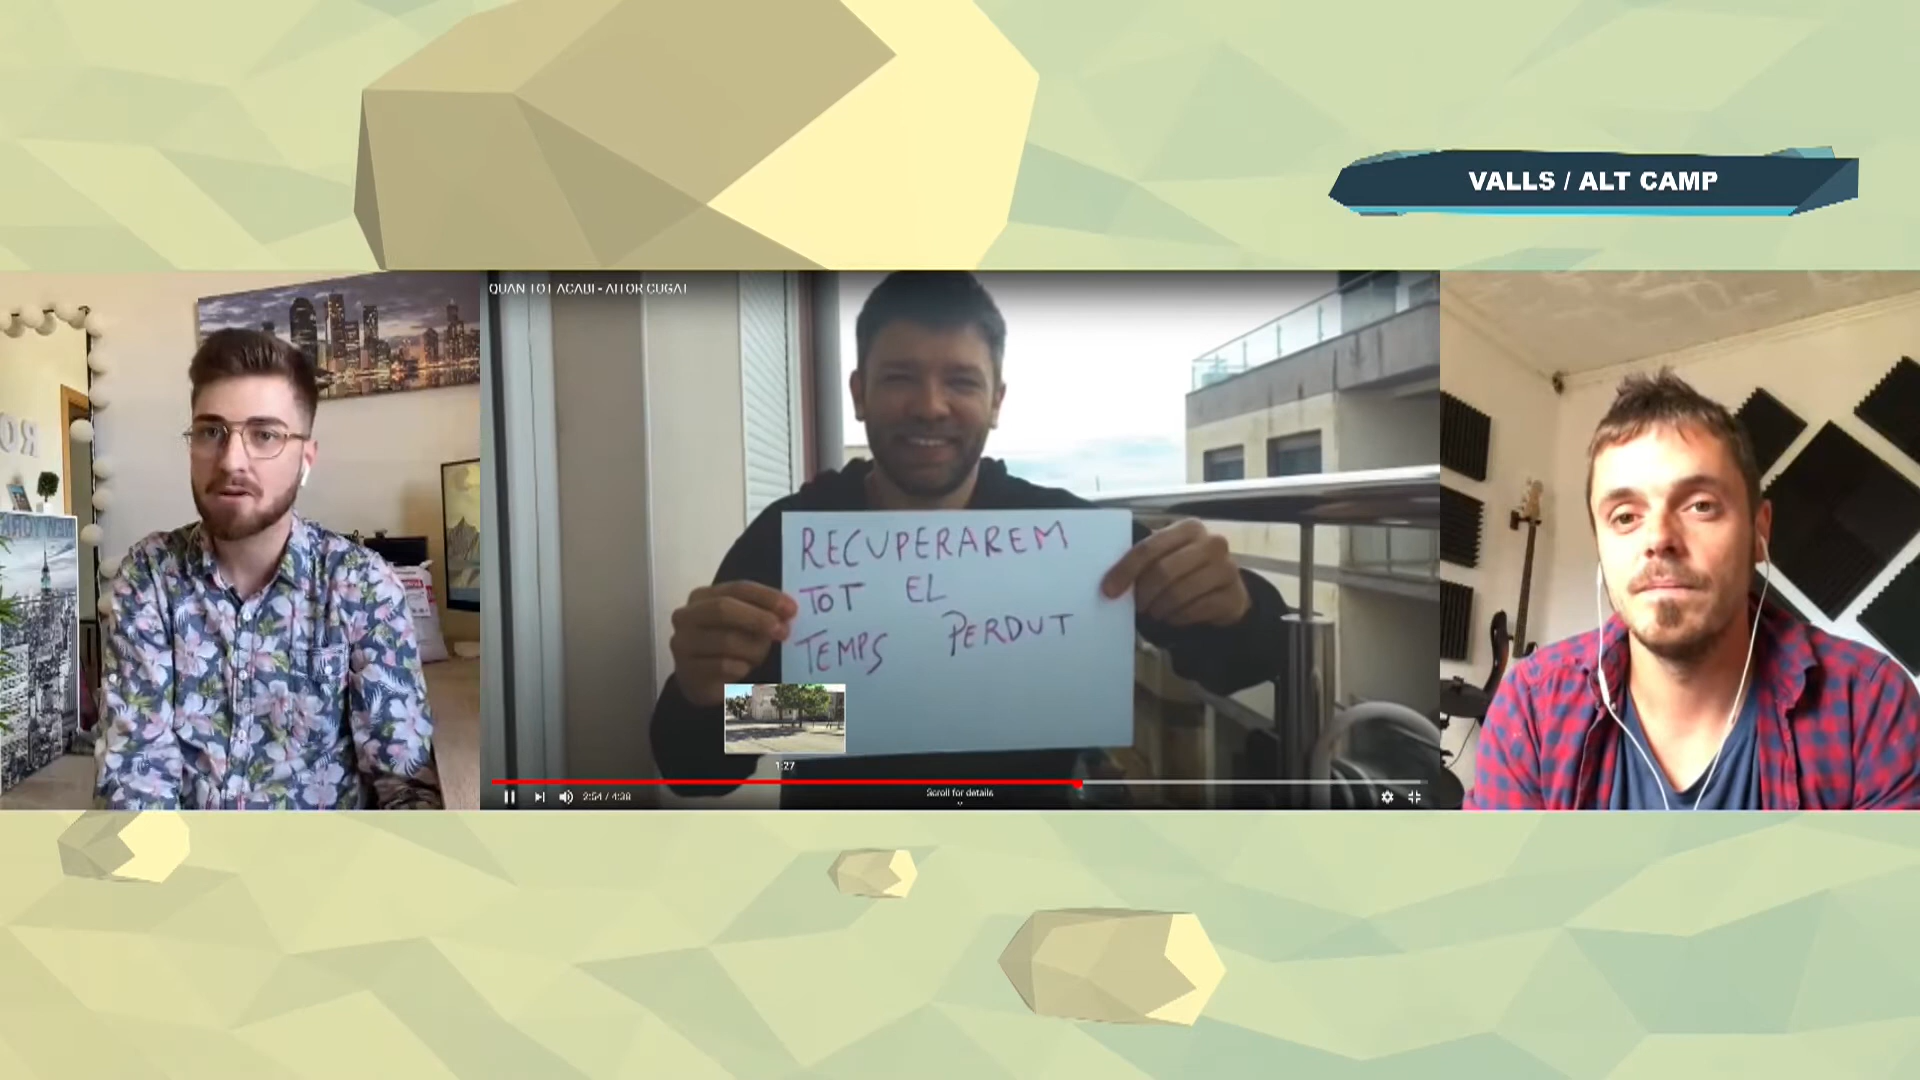 VALLS / ALT CAMP
QUAN TOT ACABI - AITOR CUGAT
RECUPERAREM
TOT EL
TEMPS PERDUT
1:27
2:54 / 4:38
Scroll for details